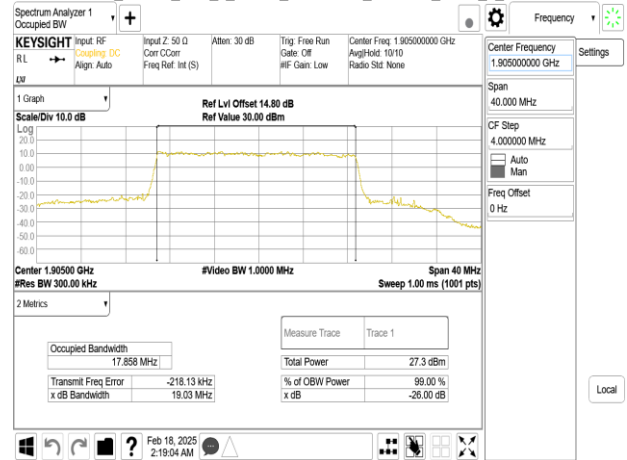 Spectrum Analyzer 1
Occupied BW
Frequency
KEYSIGHT
RL
LXI
Input: RF
Coupling: DC
Align: Auto
Input Z: 50 Ω
Corr CCorr
Freq Ref: Int (S)
Atten: 30 dB
Trig: Free Run
Gate: Off
#IF Gain: Low
Center Freq: 1.905000000 GHz
Avg|Hold: 10/10
Radio Std: None
Center Frequency
1.905000000 GHz
Settings
Span
40.000 MHz
CF Step
4.000000 MHz
Auto
Man
Freq Offset
0 Hz
Local
1 Graph
Scale/Div 10.0 dB
Ref Lvl Offset 14.80 dB
Ref Value 30.00 dBm
Log
20.0
10.0
0.00
-10.0
-20.0
-30.0
-40.0
-50.0
-60.0
Center 1.90500 GHz
#Video BW 1.0000 MHz
Span 40 MHz
#Res BW 300.00 kHz
Sweep 1.00 ms (1001 pts)
2 Metrics
Measure Trace Trace 1
Occupied Bandwidth
17.858 MHz
Total Power 27.3 dBm
Transmit Freq Error -218.13 kHz
% of OBW Power 99.00 %
x dB Bandwidth 19.03 MHz
x dB -26.00 dB
Feb 18, 2025
2:19:04 AM